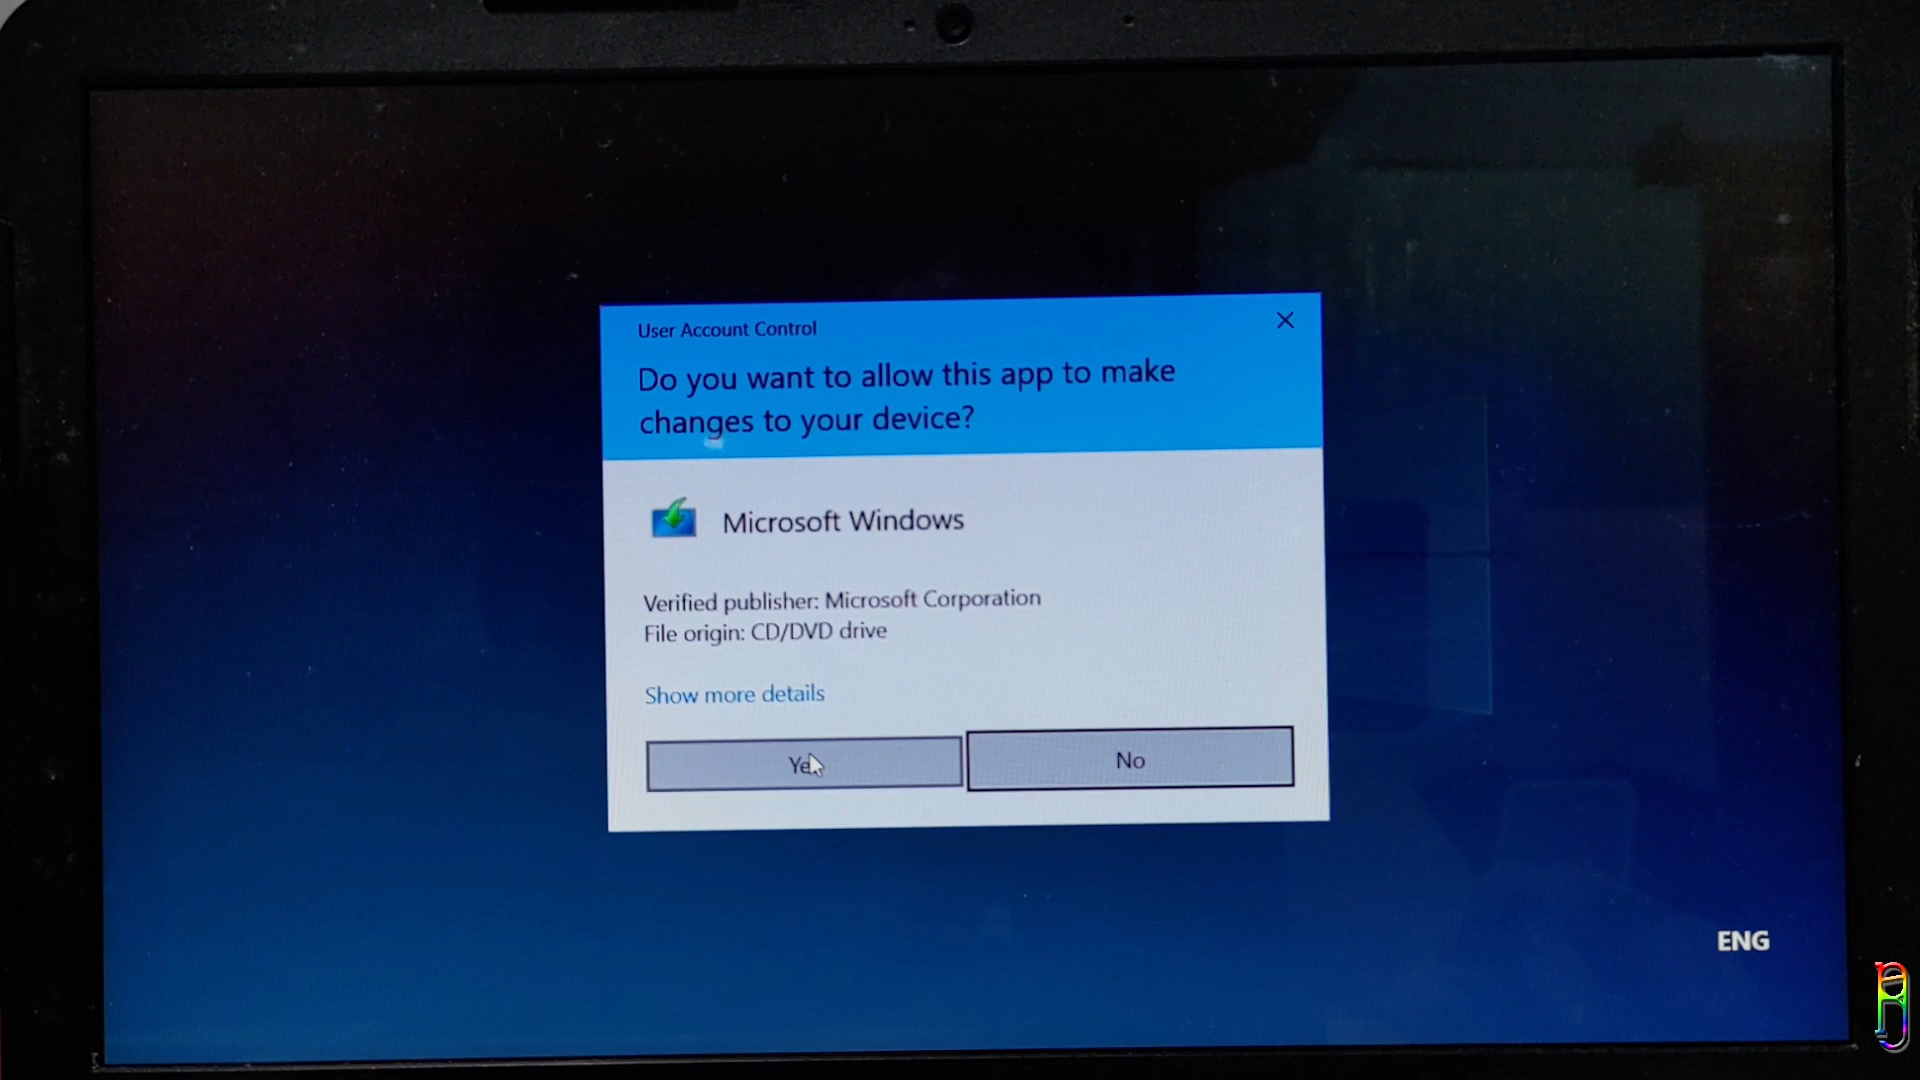 User Account Control
Do you want to allow this app to make
changes to your device?
Microsoft Windows
Verified publisher: Microsoft Corporation
File origin: CD/DVD drive
Show more details
Ye
No
ENG